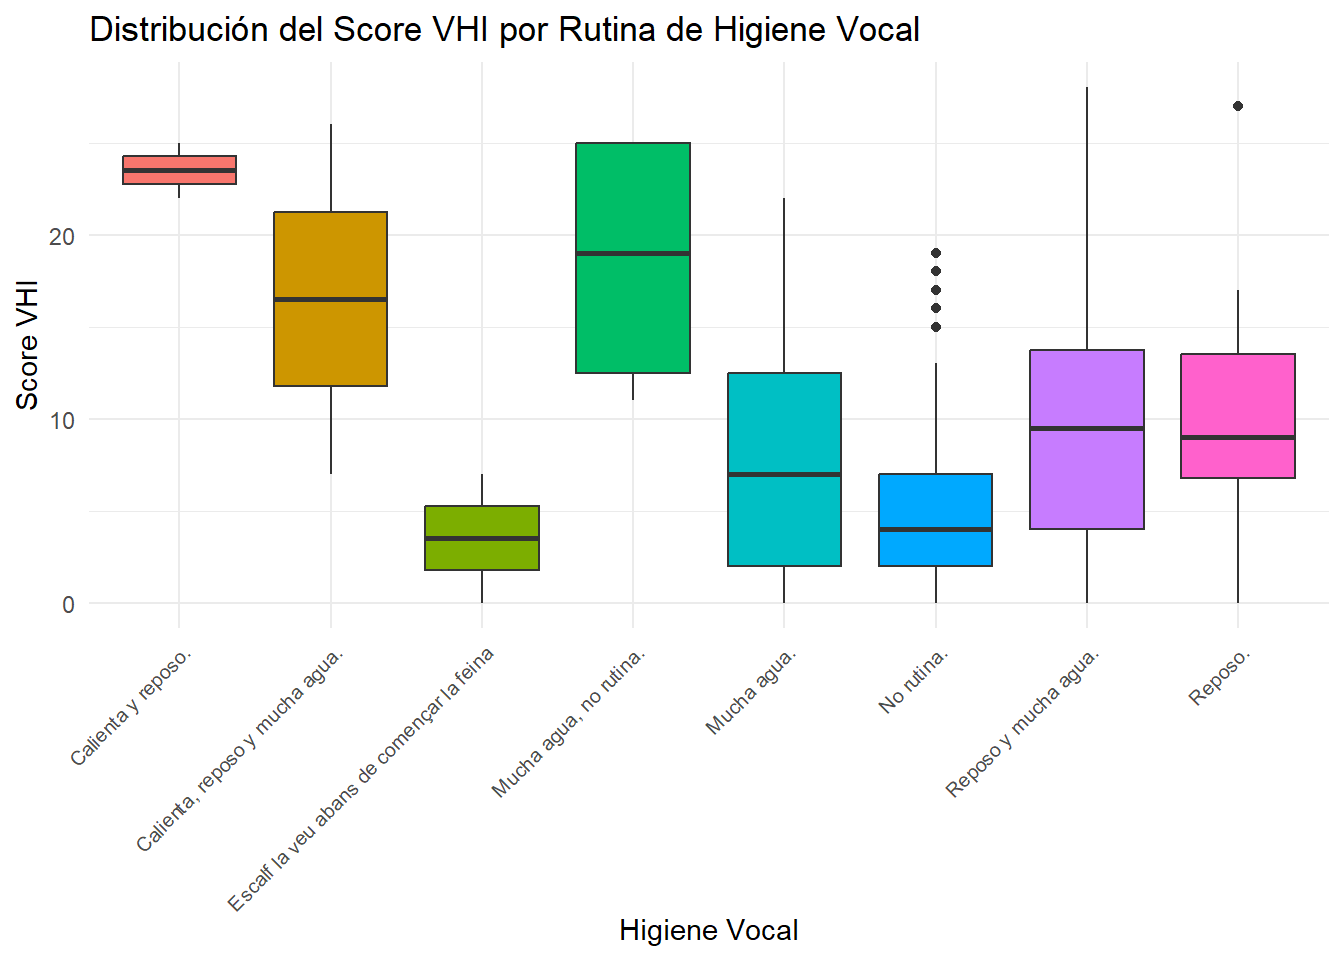 Distribución del Score VHI por Rutina de Higiene Vocal
Score VHI
20
10
0
Calienta y reposo.
Calienta, reposo y mucha agua.
Escalf la veu abans de començar la feina
Mucha agua, no rutina.
Mucha agua.
No rutina.
Reposo y mucha agua.
Reposo.
Higiene Vocal